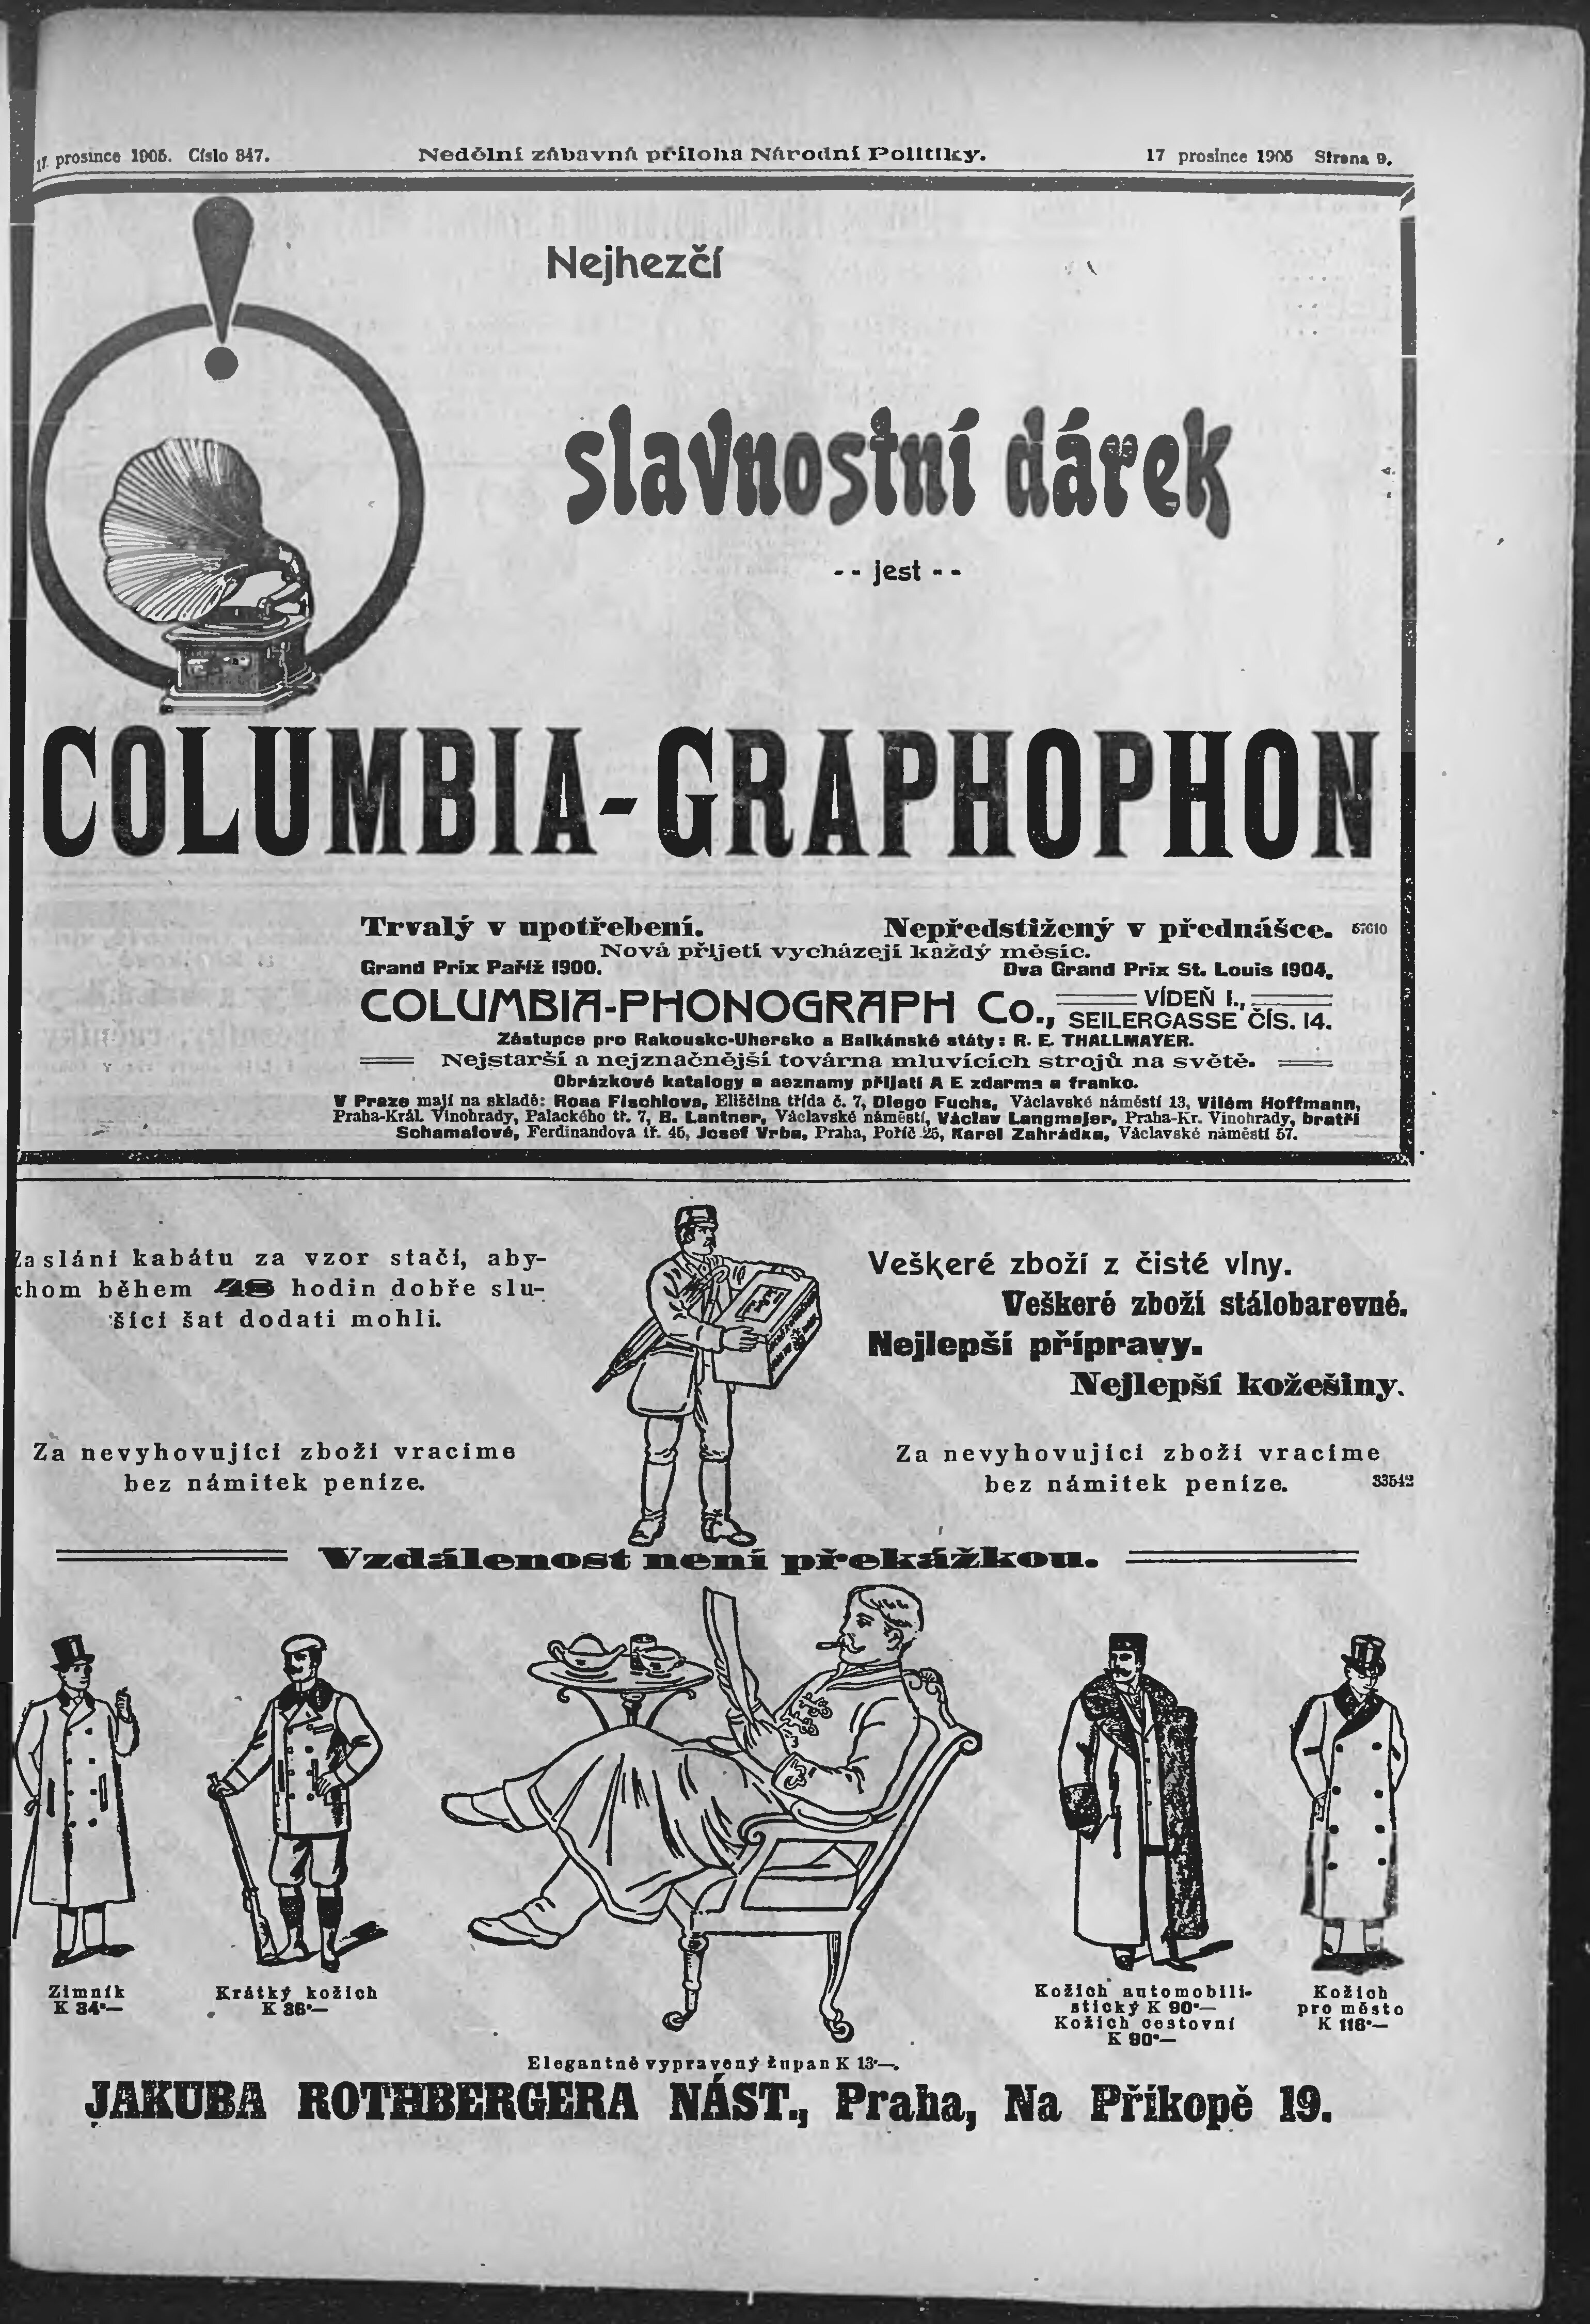 17. prosince 1905. Číslo 347.
Nedělní zábavná příloha Národní Politiky.
17 prosince 1905 Strana 9.
Nejhezčí
slavnostní dárek
- - jest - -
COLUMBIA-GRAPHOPHON
Trvalý v upotřebení. Nepředstižený v přednášce. 57610
Nová přijetí vycházejí každý měsíc.
Grand Prix Paříž 1900. Dva Grand Prix St. Louis 1904.
COLUMBIA-PHONOGRAPH Co., VÍDEŇ I.,
SEILERGASSE ČÍS. 14.
Zástupce pro Rakousko-Uhersko a Balkánské státy: R. E. THALLMAYER.
Nejstarší a nejznačnější továrna mluvících strojů na světě.
Obrázkové katalogy a seznamy přijatí A E zdarma a franko.
V Praze mají na skladě: Rosa Fischlova, Eliščina třída č. 7, Diego Fuchs, Václavské náměstí 13, Vilém Hoffmann,
Praha-Král. Vinohrady, Palackého tř. 7, B. Lantner, Václavské náměstí, Václav Langmajer, Praha-Kr. Vinohrady, bratří
Schamalové, Ferdinandova tř. 45, Josef Vrba, Praha, Poříč 25, Karel Zahrádka, Václavské náměstí 57.
Zaslání kabátu za vzor stačí, aby-
chom během 48 hodin dobře slu-
šící šat dodati mohli.
Za nevyhovující zboží vracíme
bez námitek peníze.
Veškeré zboží z čisté vlny.
Veškeré zboží stálobarevné.
Nejlepší přípravy.
Nejlepší kožešiny.
Za nevyhovující zboží vracíme
bez námitek peníze. 33542
Vzdálenost není překážkou.
Zimník
K 34·—
Krátký kožich
K 36·—
Kožich automobili-
stický K 90·—
Kožich cestovní
K 90·—
Kožich
pro město
K 116·—
Elegantně vypravený župan K 13·—.
JAKUBA ROTHBERGERA NÁST., Praha, Na Příkopě 19.